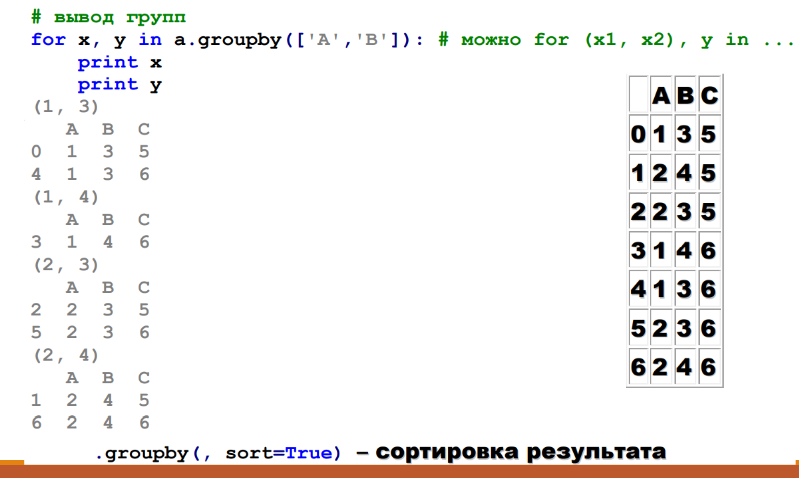 # вывод групп
for x, y in a.groupby(['A','B']): # можно for (x1, x2), y in ...
print x
print y
(1, 3)
A B C
0 1 3 5
4 1 3 6
(1, 4)
A B C
3 1 4 6
(2, 3)
A B C
2 2 3 5
5 2 3 6
(2, 4)
A B C
1 2 4 5
6 2 4 6
A B C
0 1 3 5
1 2 4 5
2 2 3 5
3 1 4 6
4 1 3 6
5 2 3 6
6 2 4 6
.groupby(, sort=True) – сортировка результата